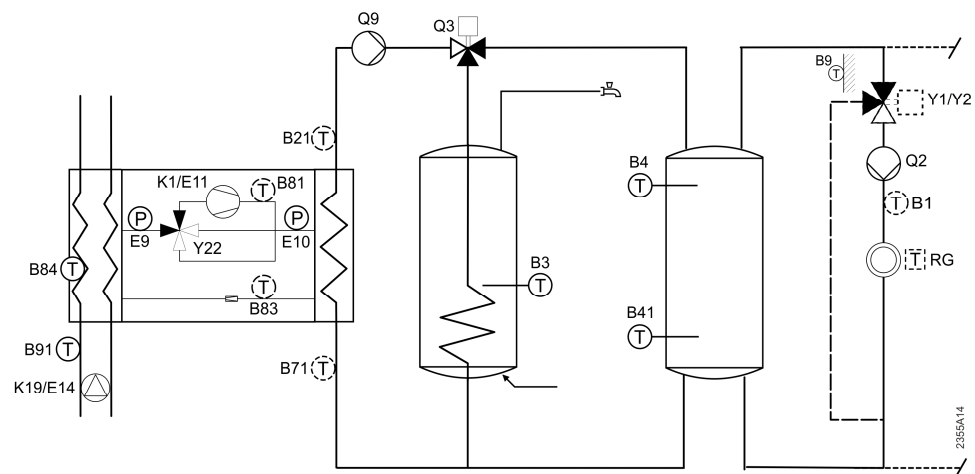 Q9
Q3
B9
T
Y1/Y2
B21
T
Q2
K1/E11
T
B81
B4
T
T
B1
P
P
E9
Y22
E10
T
RG
B84
T
T
B83
B3
T
B41
T
B91
T
B71
T
K19/E14
2355A14